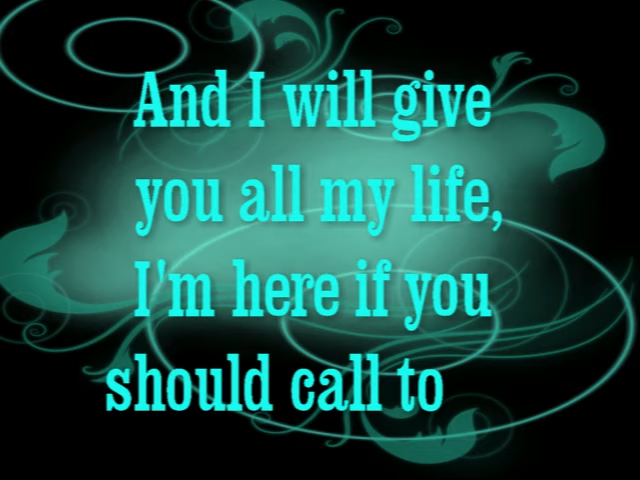 And I will give
you all my life,
I'm here if you
should call to